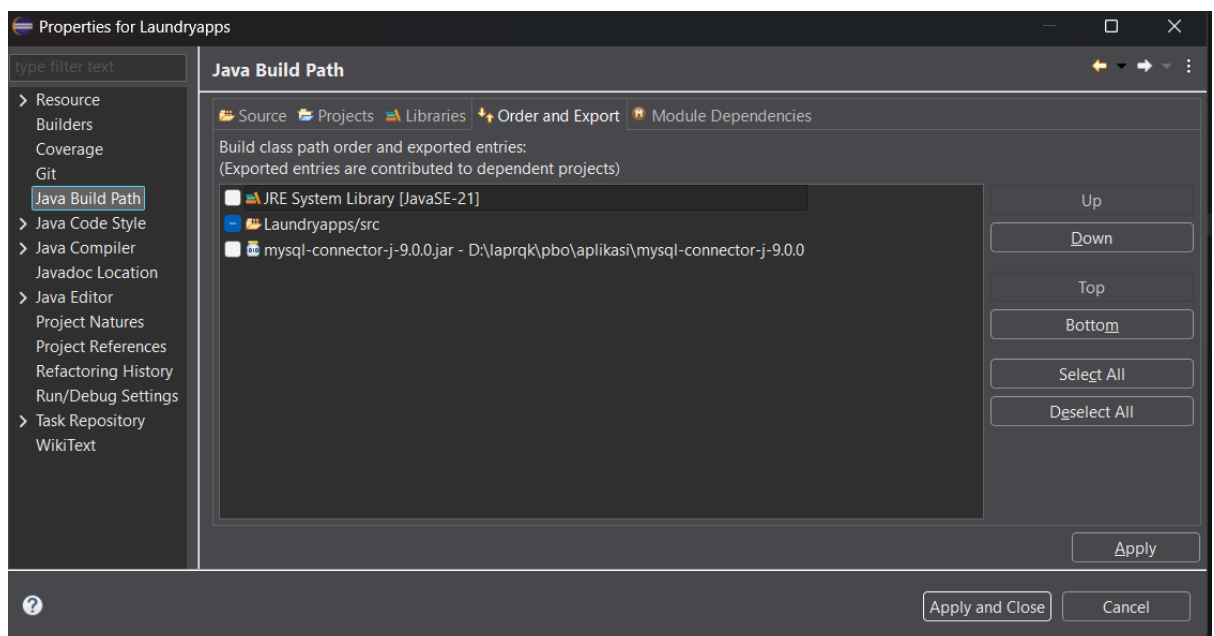 Properties for Laundryapps
type filter text
Resource
Builders
Coverage
Git
Java Build Path
Java Code Style
Java Compiler
Javadoc Location
Java Editor
Project Natures
Project References
Refactoring History
Run/Debug Settings
Task Repository
WikiText
Java Build Path
Source Projects Libraries Order and Export Module Dependencies
Build class path order and exported entries:
(Exported entries are contributed to dependent projects)
JRE System Library [JavaSE-21]
Laundryapps/src
mysql-connector-j-9.0.0.jar - D:\laprqk\pbo\aplikasi\mysql-connector-j-9.0.0
Up
Down
Top
Bottom
Select All
Deselect All
Apply
Apply and Close Cancel